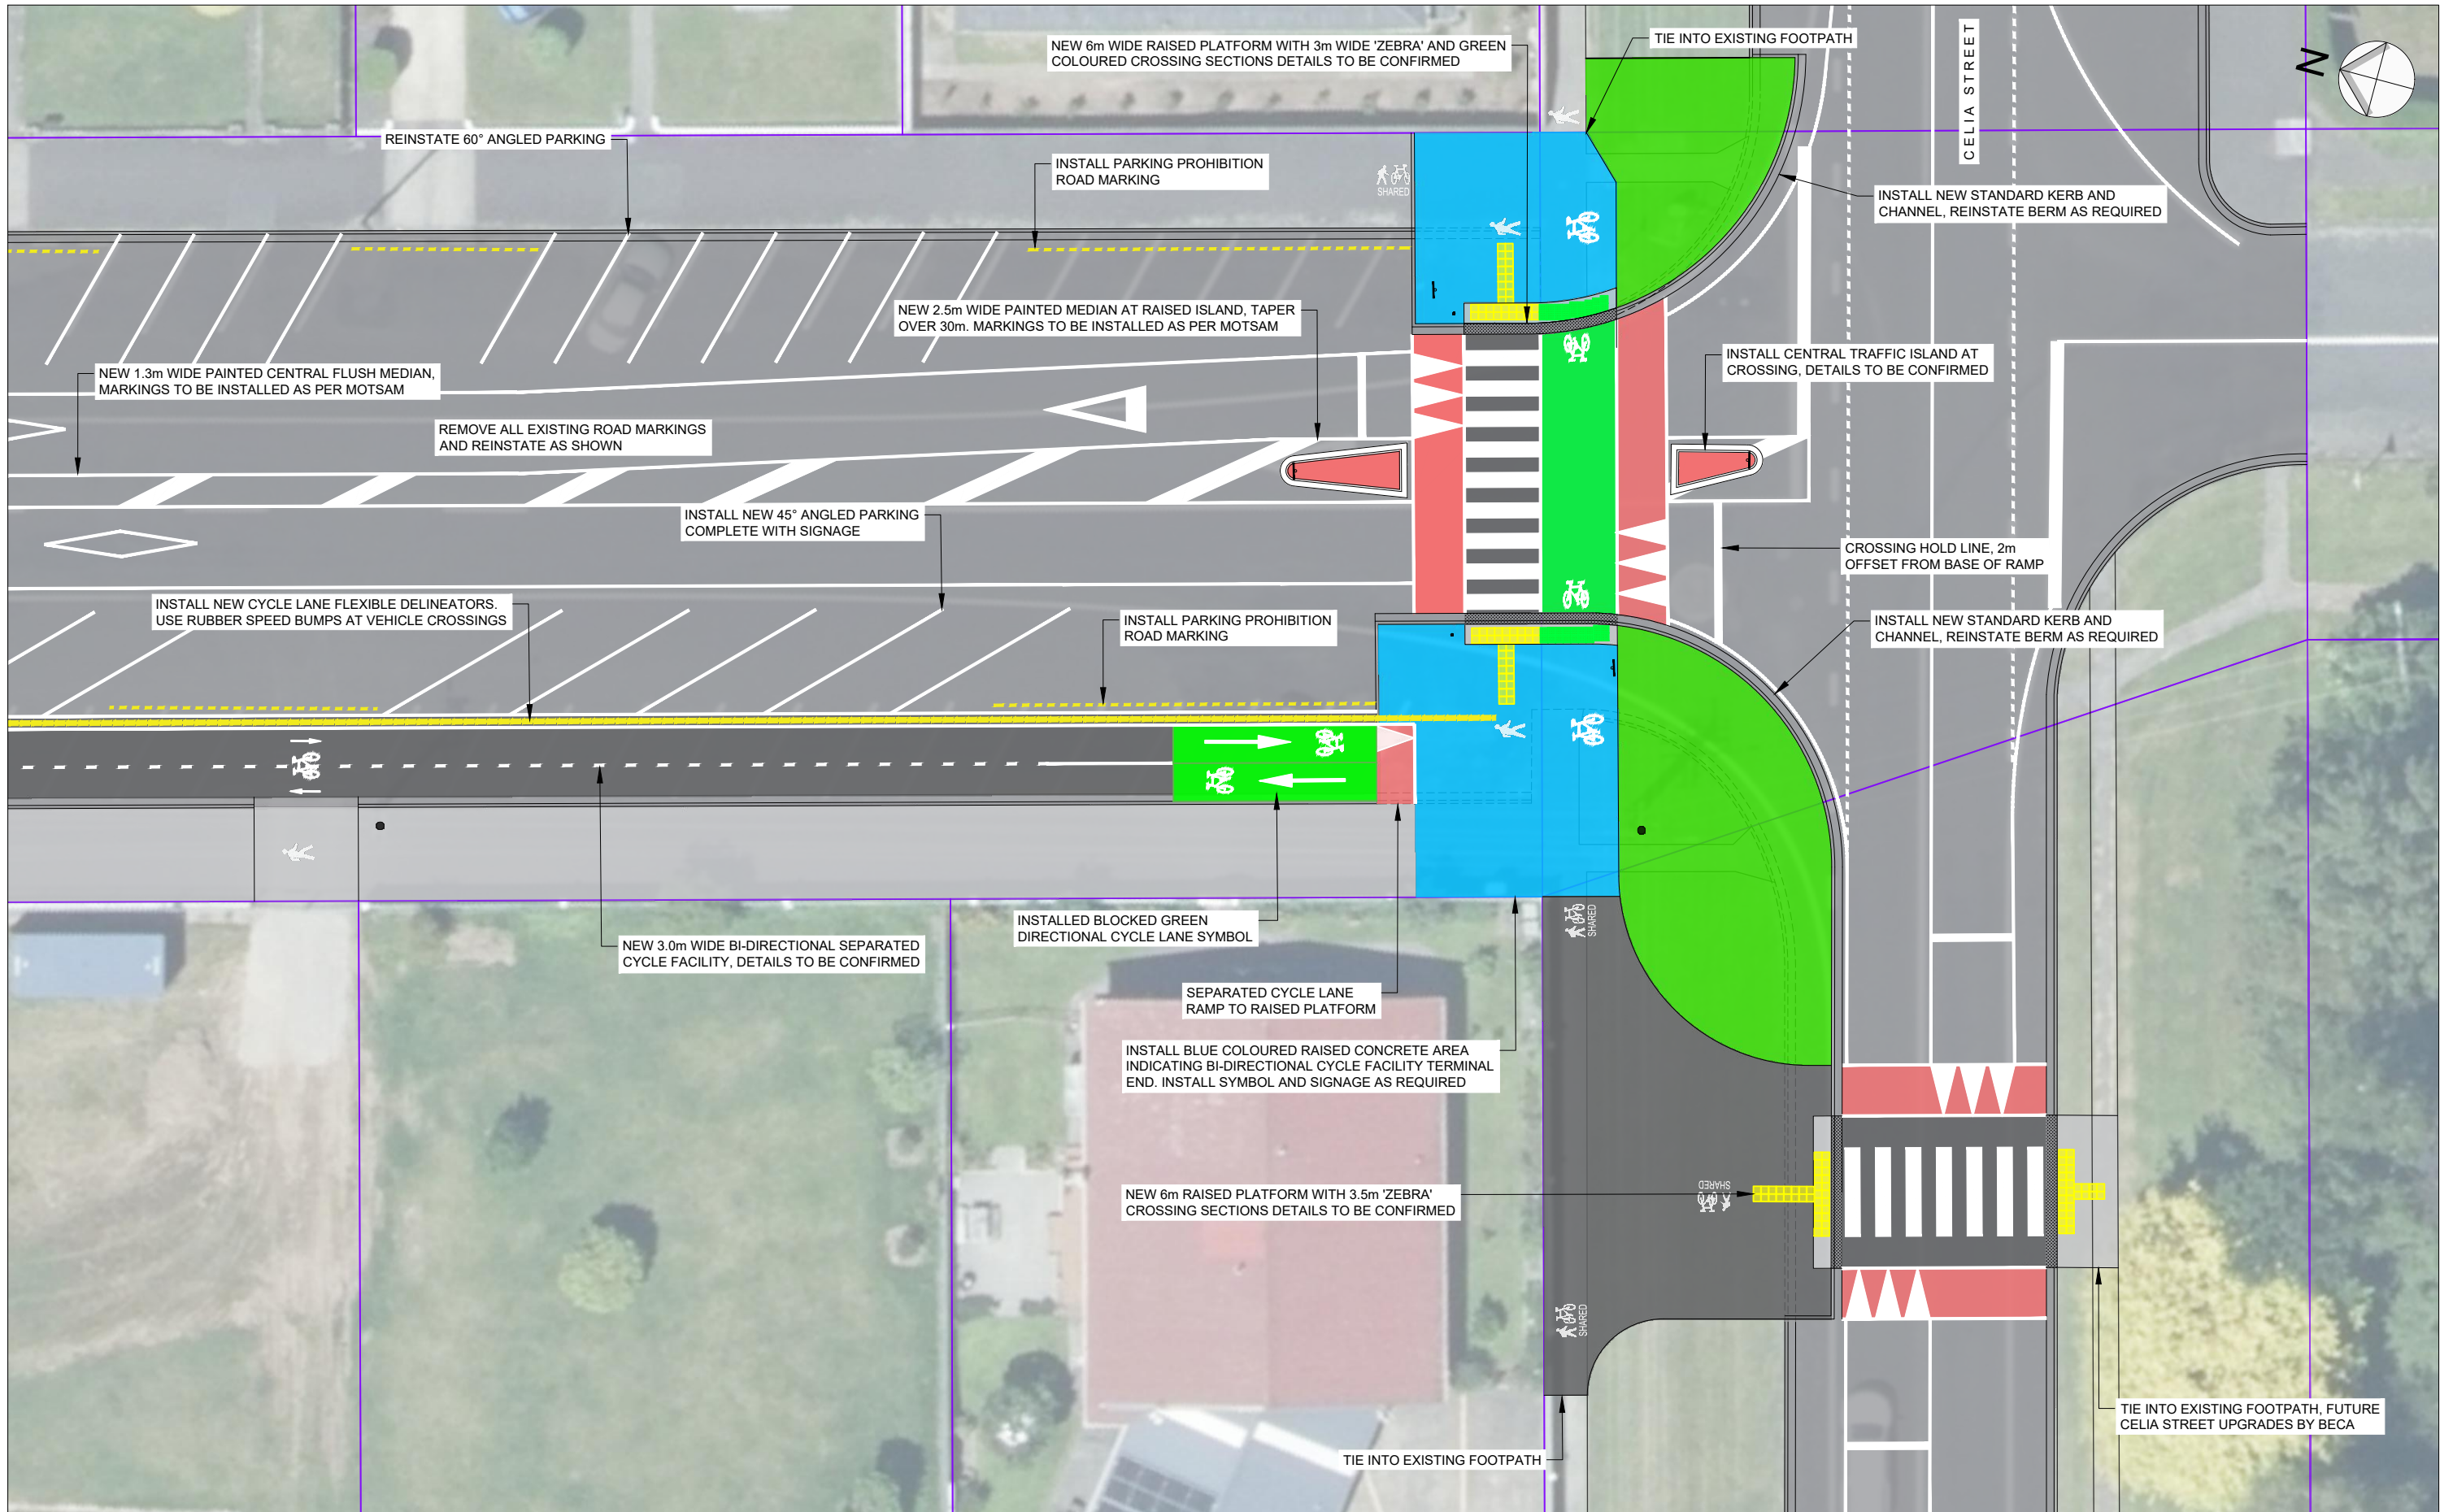 NEW 6m WIDE RAISED PLATFORM WITH 3m WIDE 'ZEBRA' AND GREEN
COLOURED CROSSING SECTIONS DETAILS TO BE CONFIRMED
TIE INTO EXISTING FOOTPATH
CELIA STREET
N
REINSTATE 60° ANGLED PARKING
INSTALL PARKING PROHIBITION
ROAD MARKING
SHARED
INSTALL NEW STANDARD KERB AND
CHANNEL, REINSTATE BERM AS REQUIRED
NEW 2.5m WIDE PAINTED MEDIAN AT RAISED ISLAND, TAPER
OVER 30m. MARKINGS TO BE INSTALLED AS PER MOTSAM
INSTALL CENTRAL TRAFFIC ISLAND AT
CROSSING, DETAILS TO BE CONFIRMED
NEW 1.3m WIDE PAINTED CENTRAL FLUSH MEDIAN,
MARKINGS TO BE INSTALLED AS PER MOTSAM
REMOVE ALL EXISTING ROAD MARKINGS
AND REINSTATE AS SHOWN
INSTALL NEW 45° ANGLED PARKING
COMPLETE WITH SIGNAGE
CROSSING HOLD LINE, 2m
OFFSET FROM BASE OF RAMP
INSTALL NEW CYCLE LANE FLEXIBLE DELINEATORS.
USE RUBBER SPEED BUMPS AT VEHICLE CROSSINGS
INSTALL PARKING PROHIBITION
ROAD MARKING
INSTALL NEW STANDARD KERB AND
CHANNEL, REINSTATE BERM AS REQUIRED
INSTALLED BLOCKED GREEN
DIRECTIONAL CYCLE LANE SYMBOL
SHARED
NEW 3.0m WIDE BI-DIRECTIONAL SEPARATED
CYCLE FACILITY, DETAILS TO BE CONFIRMED
SEPARATED CYCLE LANE
RAMP TO RAISED PLATFORM
INSTALL BLUE COLOURED RAISED CONCRETE AREA
INDICATING BI-DIRECTIONAL CYCLE FACILITY TERMINAL
END. INSTALL SYMBOL AND SIGNAGE AS REQUIRED
NEW 6m RAISED PLATFORM WITH 3.5m 'ZEBRA'
CROSSING SECTIONS DETAILS TO BE CONFIRMED
SHARED
SHARED
TIE INTO EXISTING FOOTPATH, FUTURE
CELIA STREET UPGRADES BY BECA
TIE INTO EXISTING FOOTPATH